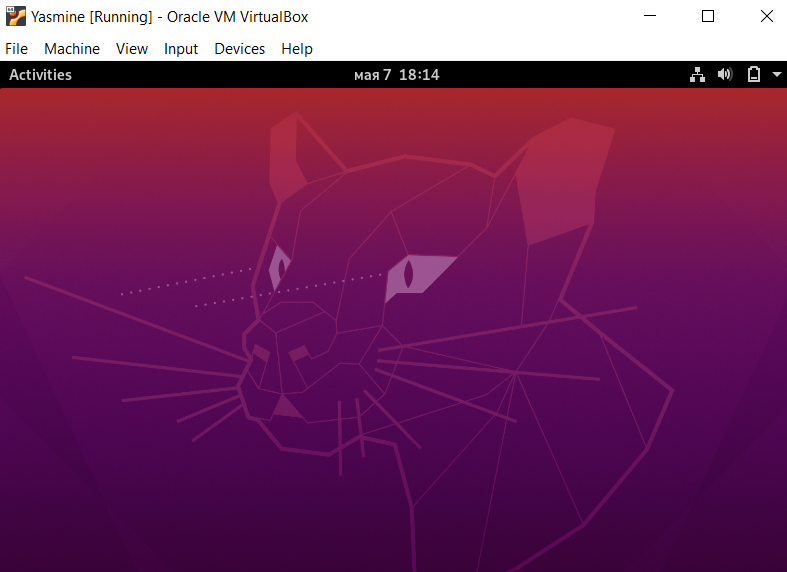 Yasmine [Running] - Oracle VM VirtualBox
File Machine View Input Devices Help
Activities мая 7 18:14